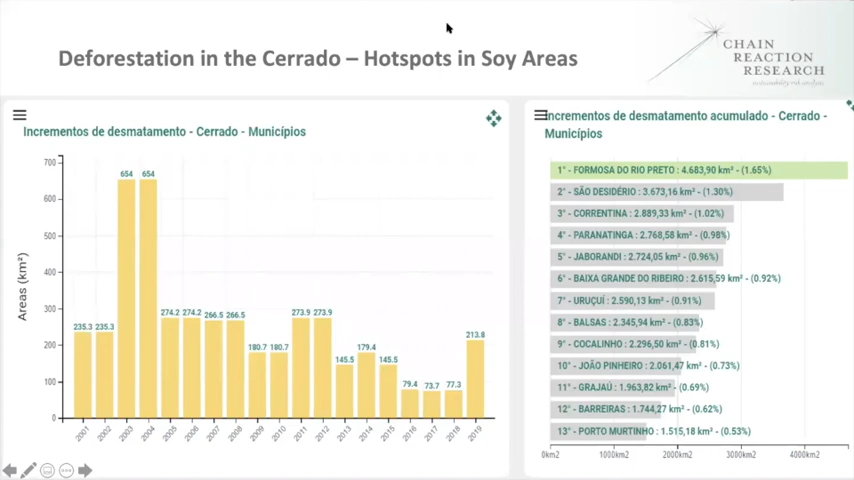 Deforestation in the Cerrado – Hotspots in Soy Areas
CHAIN
REACTION
RESEARCH
sustainability risk analysis
Incrementos de desmatamento - Cerrado - Municípios
Areas (km²)
700
600
500
400
300
200
100
0
235.3
235.3
654
654
274.2
274.2
266.5
266.5
180.7
180.7
273.9
273.9
145.5
179.4
145.5
79.4
73.7
77.3
213.8
2001
2002
2003
2004
2005
2006
2007
2008
2009
2010
2011
2012
2013
2014
2015
2016
2017
2018
2019
Incrementos de desmatamento acumulado - Cerrado -
Municípios
1° - FORMOSA DO RIO PRETO : 4.683,90 km² - (1.65%)
2° - SÃO DESIDÉRIO : 3.673,16 km² - (1.30%)
3° - CORRENTINA : 2.889,33 km² - (1.02%)
4° - PARANATINGA : 2.768,58 km² - (0.98%)
5° - JABORANDI : 2.724,05 km² - (0.96%)
6° - BAIXA GRANDE DO RIBEIRO : 2.615,59 km² - (0.92%)
7° - URUÇUÍ : 2.590,13 km² - (0.91%)
8° - BALSAS : 2.345,94 km² - (0.83%)
9° - COCALINHO : 2.296,50 km² - (0.81%)
10° - JOÃO PINHEIRO : 2.061,47 km² - (0.73%)
11° - GRAJAÚ : 1.963,82 km² - (0.69%)
12° - BARREIRAS : 1.744,27 km² - (0.62%)
13° - PORTO MURTINHO : 1.515,18 km² - (0.53%)
0km2
1000km2
2000km2
3000km2
4000km2